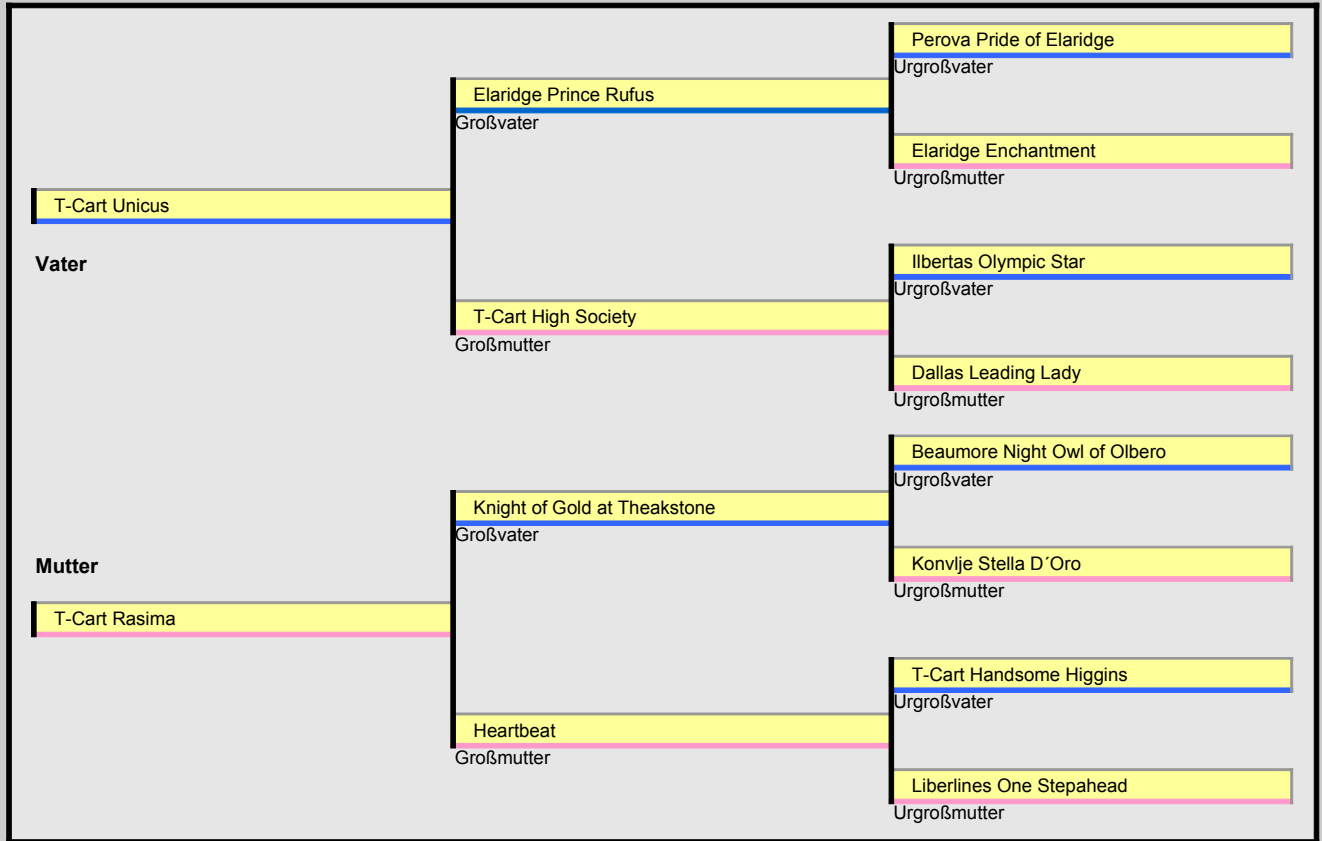 Perova Pride of Elaridge
Urgroßvater
Elaridge Prince Rufus
Großvater
Elaridge Enchantment
Urgroßmutter
T-Cart Unicus
Vater
Ilbertas Olympic Star
Urgroßvater
T-Cart High Society
Großmutter
Dallas Leading Lady
Urgroßmutter
Beaumore Night Owl of Olbero
Urgroßvater
Knight of Gold at Theakstone
Großvater
Mutter
Konvlje Stella D´Oro
Urgroßmutter
T-Cart Rasima
T-Cart Handsome Higgins
Urgroßvater
Heartbeat
Großmutter
Liberlines One Stepahead
Urgroßmutter